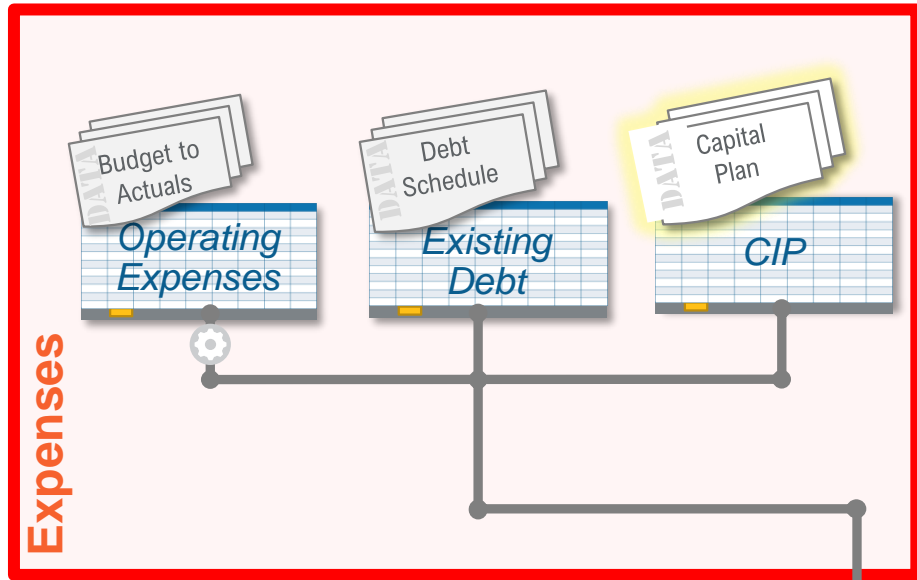 DATA
Budget to
Actuals
Operating
Expenses
DATA
Debt
Schedule
Existing
Debt
DATA
Capital
Plan
CIP
Expenses